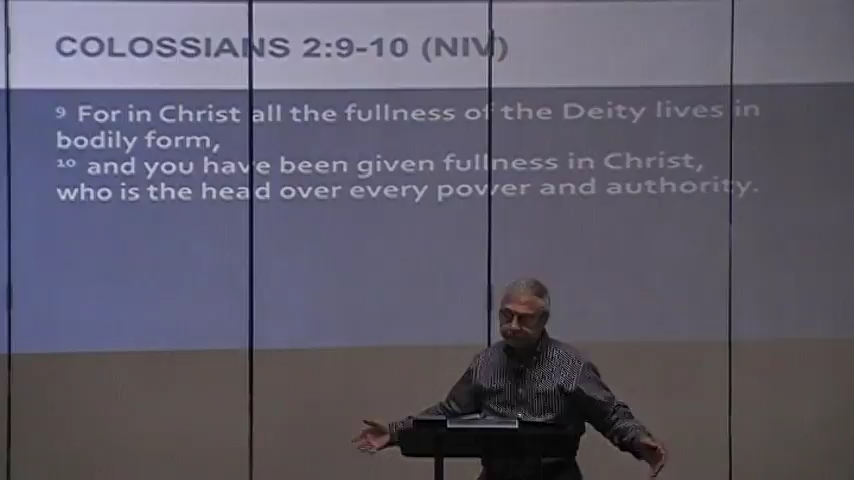 COLOSSIANS 2:9-10 (NIV)
9 For in Christ all the fullness of the Deity lives in
bodily form,
10 and you have been given fullness in Christ,
who is the head over every power and authority.